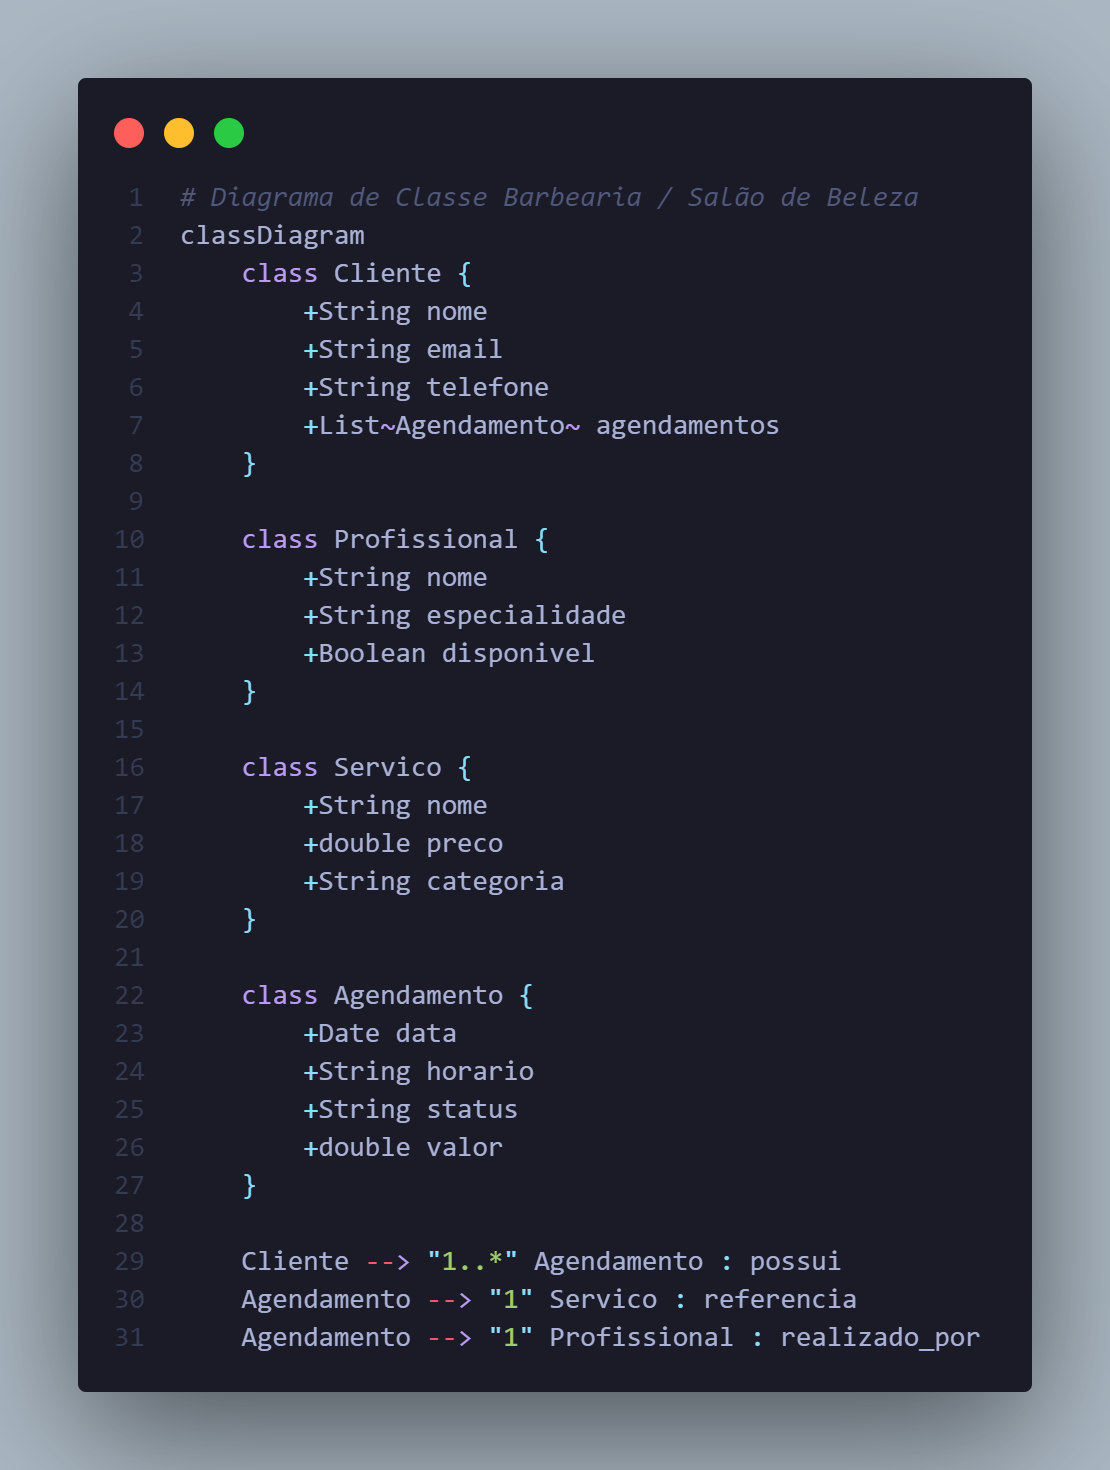 1 # Diagrama de Classe Barbearia / Salão de Beleza
2 classDiagram
3     class Cliente {
4         +String nome
5         +String email
6         +String telefone
7         +List~Agendamento~ agendamentos
8     }
9
10     class Profissional {
11         +String nome
12         +String especialidade
13         +Boolean disponivel
14     }
15
16     class Servico {
17         +String nome
18         +double preco
19         +String categoria
20     }
21
22     class Agendamento {
23         +Date data
24         +String horario
25         +String status
26         +double valor
27     }
28
29     Cliente --> "1..*" Agendamento : possui
30     Agendamento --> "1" Servico : referencia
31     Agendamento --> "1" Profissional : realizado_por